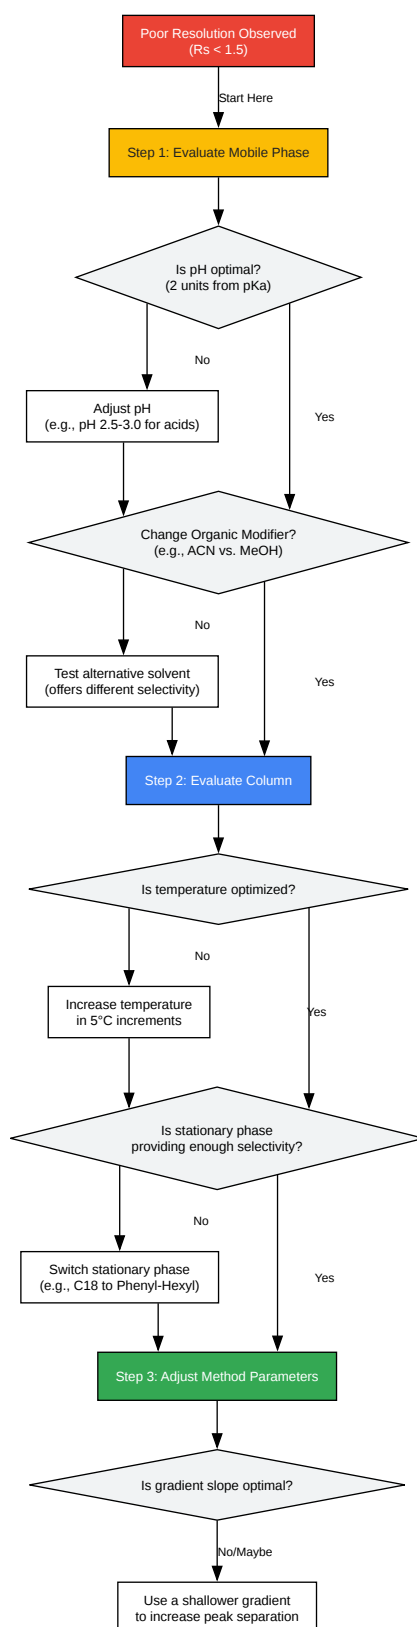 Poor Resolution Observed
(Rs < 1.5)
Start Here
Step 1: Evaluate Mobile Phase
Is pH optimal?
(2 units from pKa)
No
Adjust pH
(e.g., pH 2.5-3.0 for acids)
Yes
Change Organic Modifier?
(e.g., ACN vs. MeOH)
No
Test alternative solvent
(offers different selectivity)
Yes
Step 2: Evaluate Column
Is temperature optimized?
No
Increase temperature
in 5°C increments
Yes
Is stationary phase
providing enough selectivity?
No
Switch stationary phase
(e.g., C18 to Phenyl-Hexyl)
Yes
Step 3: Adjust Method Parameters
Is gradient slope optimal?
No/Maybe
Use a shallower gradient
to increase peak separation